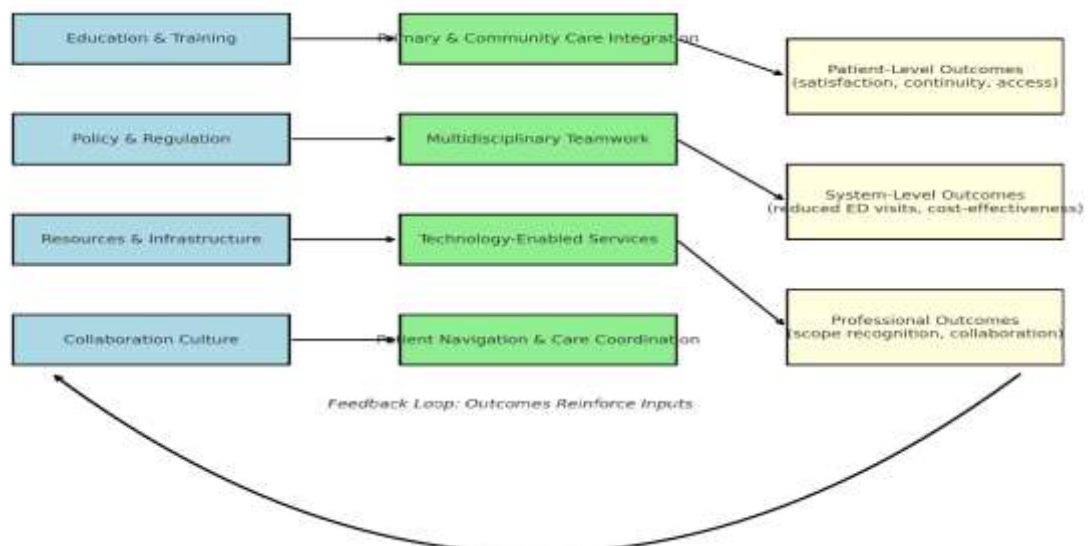 Education & Training
Primary & Community Care Integration
Patient-Level Outcomes
(satisfaction, continuity, access)
Policy & Regulation
Multidisciplinary Teamwork
System-Level Outcomes
(reduced ED visits, cost-effectiveness)
Resources & Infrastructure
Technology-Enabled Services
Professional Outcomes
(scope recognition, collaboration)
Collaboration Culture
Patient Navigation & Care Coordination
Feedback Loop: Outcomes Reinforce Inputs